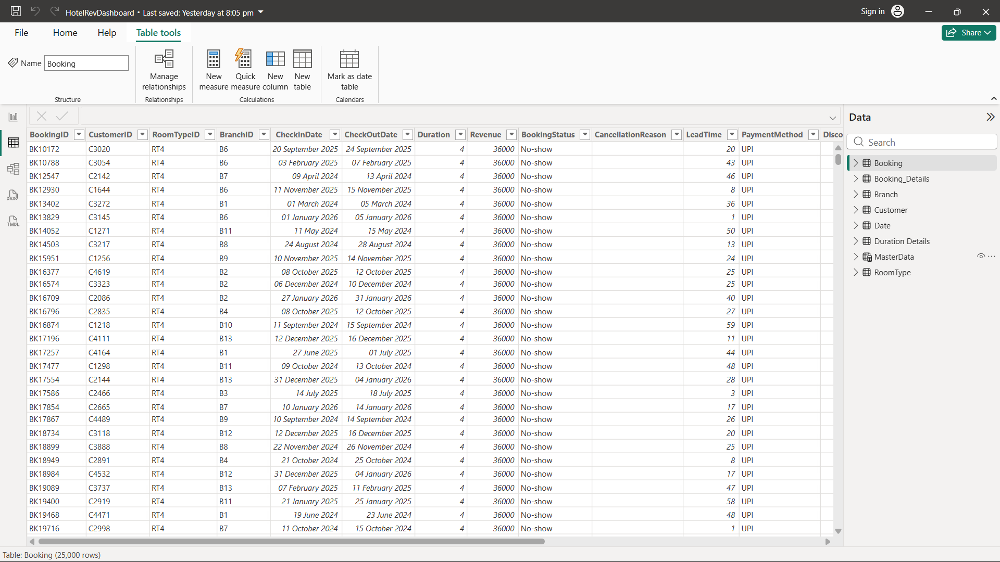 HotelRevDashboard • Last saved: Yesterday at 8:05 pm
Sign in
File Home Help Table tools
Share
Name Booking
Manage relationships
New measure
Quick measure
New column
New table
Mark as date table
Structure Relationships Calculations Calendars
DAX
TMDL
BookingID CustomerID RoomTypeID BranchID CheckInDate CheckOutDate Duration Revenue BookingStatus CancellationReason LeadTime PaymentMethod Disco
BK10172 C3020 RT4 B6 20 September 2025 24 September 2025 4 36000 No-show 20 UPI
BK10788 C3054 RT4 B6 03 February 2025 07 February 2025 4 36000 No-show 43 UPI
BK12547 C2142 RT4 B7 09 April 2024 13 April 2024 4 36000 No-show 46 UPI
BK12930 C1644 RT4 B6 11 November 2025 15 November 2025 4 36000 No-show 8 UPI
BK13402 C3272 RT4 B1 01 March 2024 05 March 2024 4 36000 No-show 36 UPI
BK13829 C3145 RT4 B6 01 January 2026 05 January 2026 4 36000 No-show 1 UPI
BK14052 C1271 RT4 B11 11 May 2024 15 May 2024 4 36000 No-show 50 UPI
BK14503 C3217 RT4 B8 24 August 2024 28 August 2024 4 36000 No-show 13 UPI
BK15951 C1256 RT4 B9 10 November 2025 14 November 2025 4 36000 No-show 24 UPI
BK16377 C4619 RT4 B2 08 October 2025 12 October 2025 4 36000 No-show 25 UPI
BK16574 C3323 RT4 B2 06 December 2024 10 December 2024 4 36000 No-show 25 UPI
BK16709 C2086 RT4 B2 27 January 2026 31 January 2026 4 36000 No-show 40 UPI
BK16796 C2835 RT4 B4 08 October 2025 12 October 2025 4 36000 No-show 27 UPI
BK16874 C1218 RT4 B10 11 September 2024 15 September 2024 4 36000 No-show 59 UPI
BK17196 C4111 RT4 B13 12 December 2025 16 December 2025 4 36000 No-show 11 UPI
BK17257 C4164 RT4 B1 27 June 2025 01 July 2025 4 36000 No-show 44 UPI
BK17477 C1298 RT4 B11 09 October 2024 13 October 2024 4 36000 No-show 48 UPI
BK17554 C2144 RT4 B13 31 December 2025 04 January 2026 4 36000 No-show 28 UPI
BK17586 C2466 RT4 B3 14 July 2025 18 July 2025 4 36000 No-show 3 UPI
BK17854 C2665 RT4 B7 10 January 2026 14 January 2026 4 36000 No-show 17 UPI
BK17867 C4489 RT4 B9 10 September 2024 14 September 2024 4 36000 No-show 26 UPI
BK18734 C3118 RT4 B12 12 December 2025 16 December 2025 4 36000 No-show 20 UPI
BK18899 C3888 RT4 B8 22 November 2024 26 November 2024 4 36000 No-show 25 UPI
BK18949 C2891 RT4 B4 21 October 2024 25 October 2024 4 36000 No-show 8 UPI
BK18984 C4532 RT4 B12 31 December 2025 04 January 2026 4 36000 No-show 17 UPI
BK19089 C3737 RT4 B13 07 February 2025 11 February 2025 4 36000 No-show 47 UPI
BK19400 C2919 RT4 B11 21 January 2025 25 January 2025 4 36000 No-show 58 UPI
BK19468 C4471 RT4 B1 19 June 2024 23 June 2024 4 36000 No-show 48 UPI
BK19716 C2998 RT4 B7 11 October 2024 15 October 2024 4 36000 No-show 1 UPI
Data
Search
Booking
Booking_Details
Branch
Customer
Date
Duration Details
MasterData
RoomType
Table: Booking (25,000 rows)